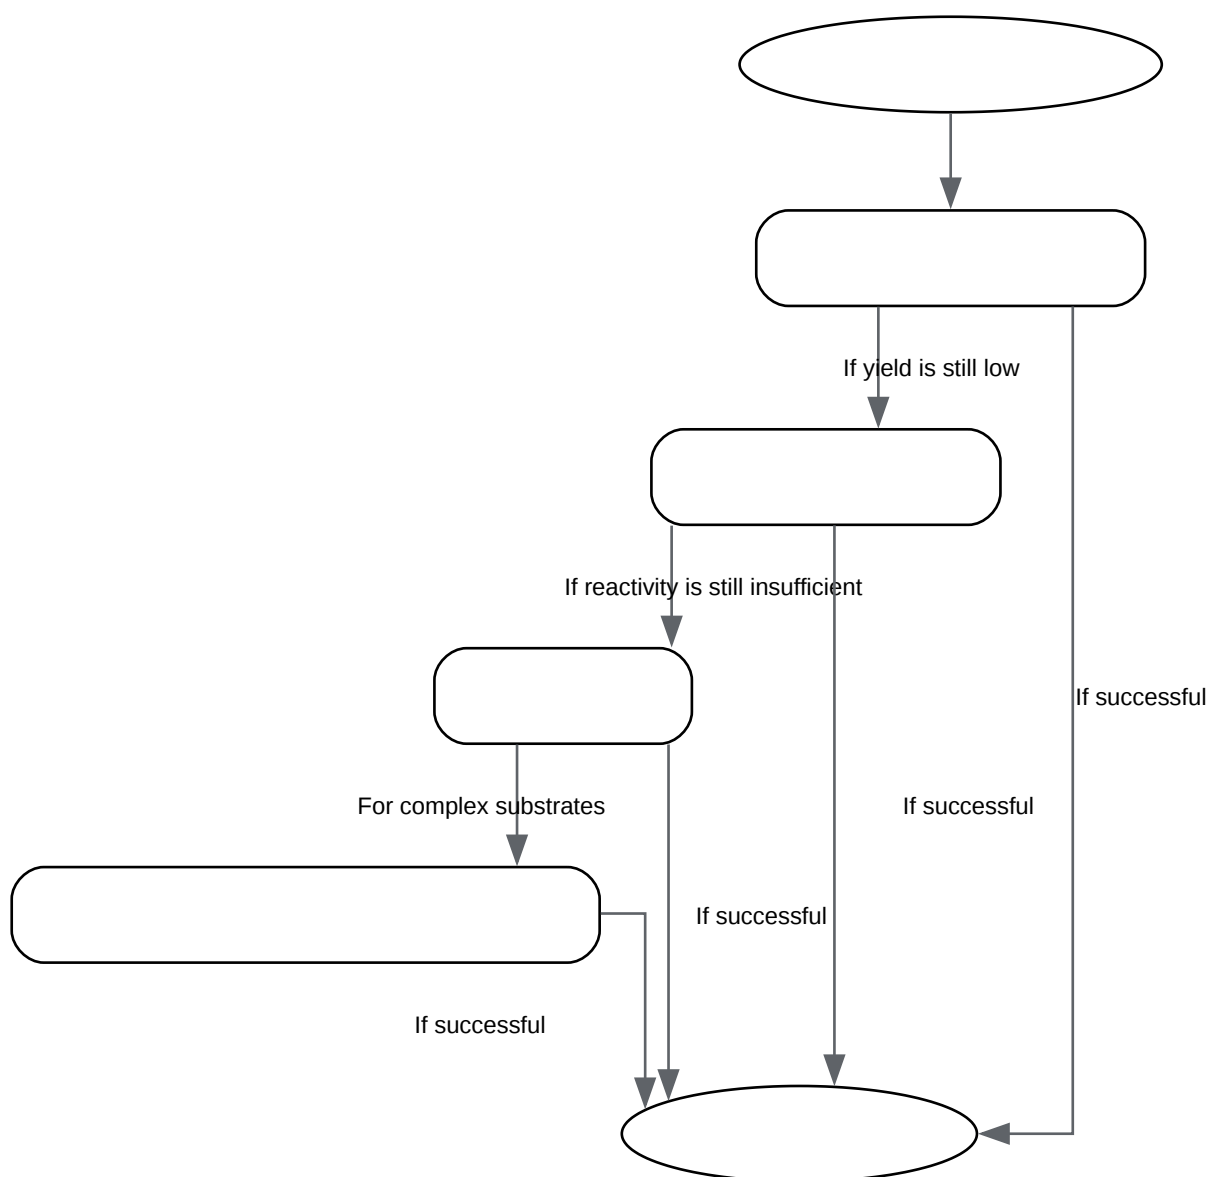 If yield is still low
If reactivity is still insufficient
If successful
For complex substrates
If successful
If successful
If successful